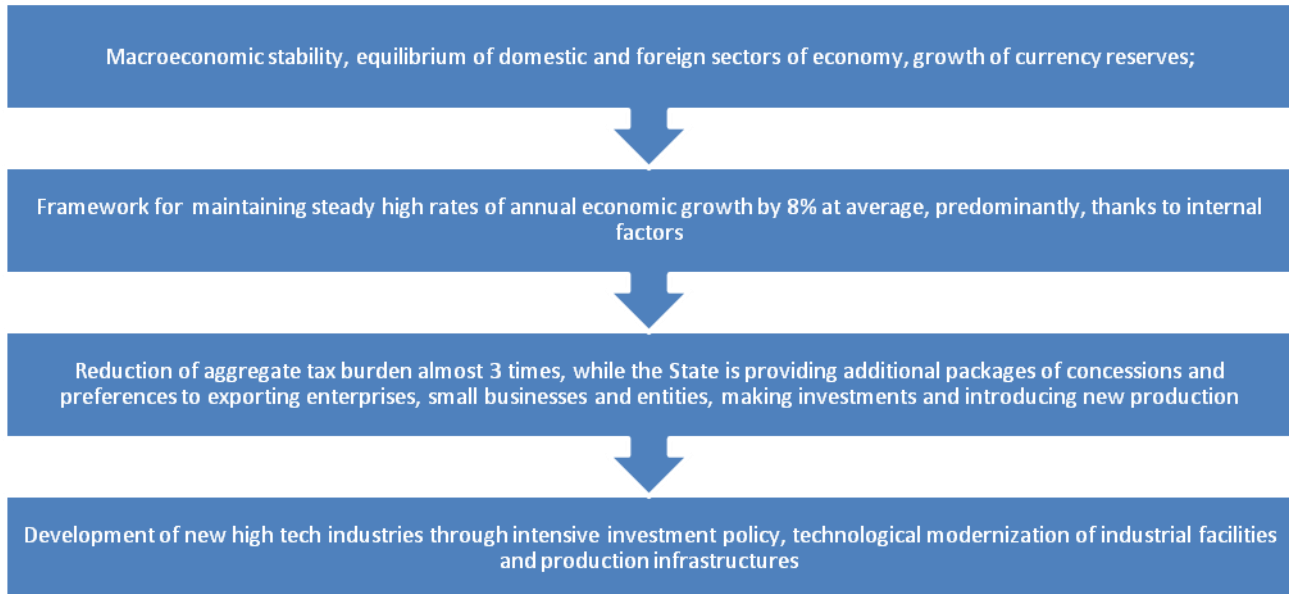 Macroeconomic stability, equilibrium of domestic and foreign sectors of economy, growth of currency reserves;
Framework for maintaining steady high rates of annual economic growth by 8% at average, predominantly, thanks to internal
factors
Reduction of aggregate tax burden almost 3 times, while the State is providing additional packages of concessions and
preferences to exporting enterprises, small businesses and entities, making investments and introducing new production
Development of new high tech industries through intensive investment policy, technological modernization of industrial facilities
and production infrastructures